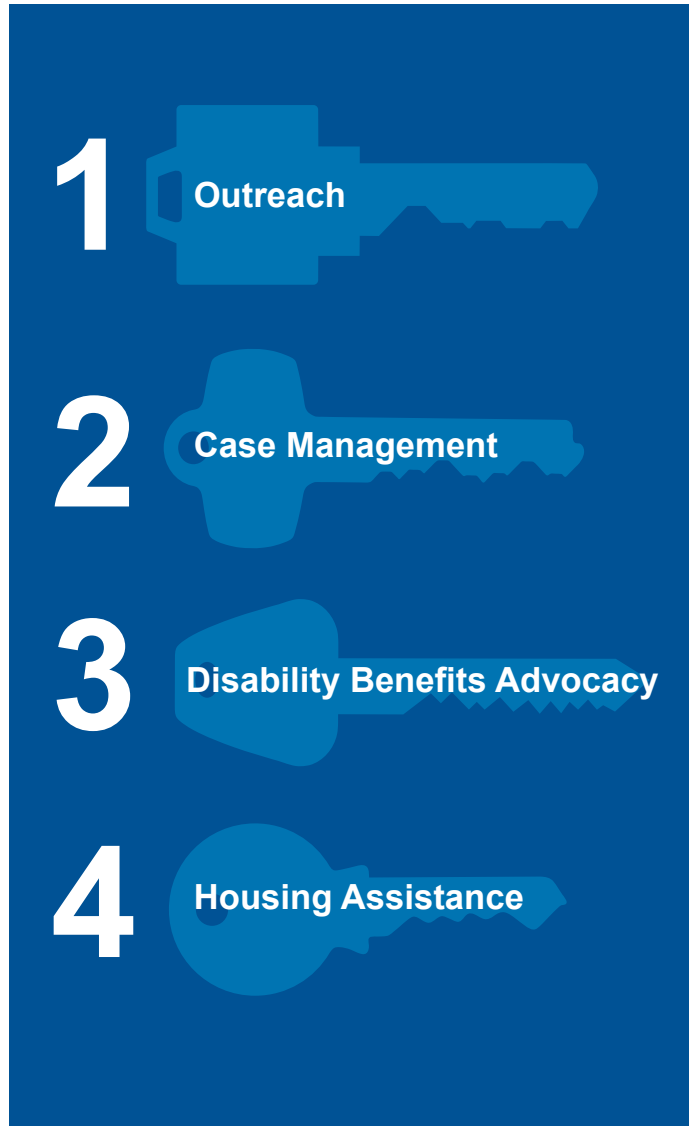 1
Outreach
2
Case Management
3
Disability Benefits Advocacy
4
Housing Assistance